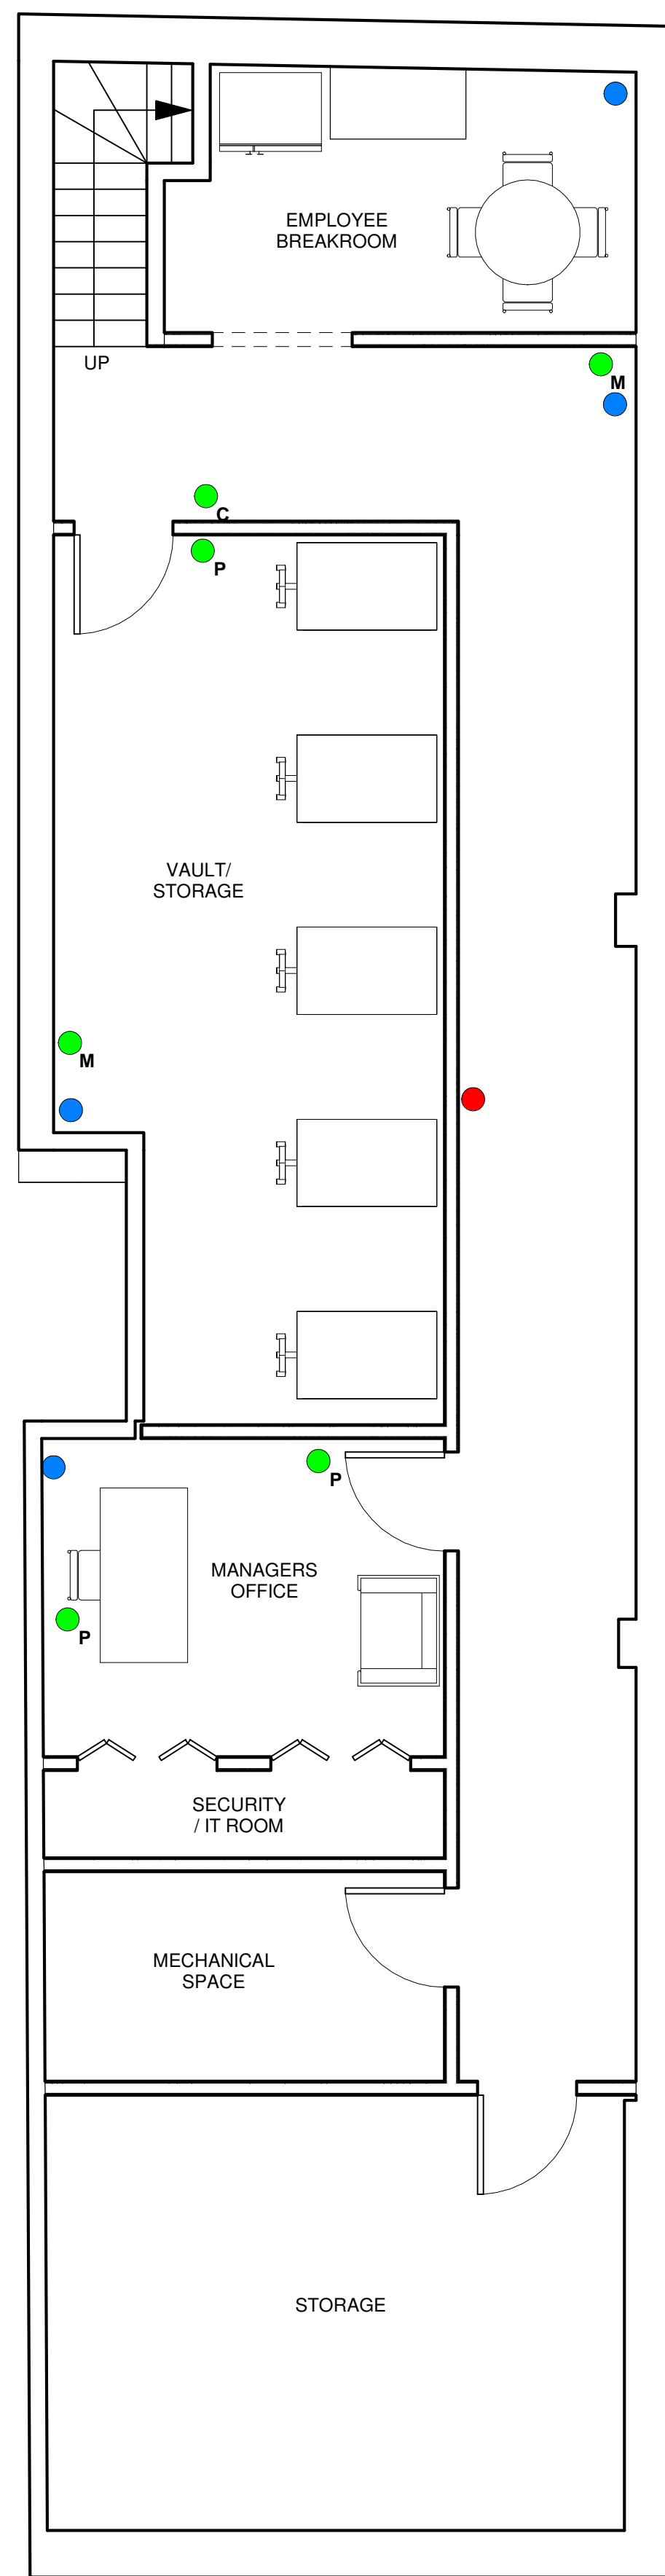 EMPLOYEE
BREAKROOM
UP
M
C
P
VAULT/
STORAGE
M
P
MANAGERS
OFFICE
P
SECURITY
/ IT ROOM
MECHANICAL
SPACE
STORAGE